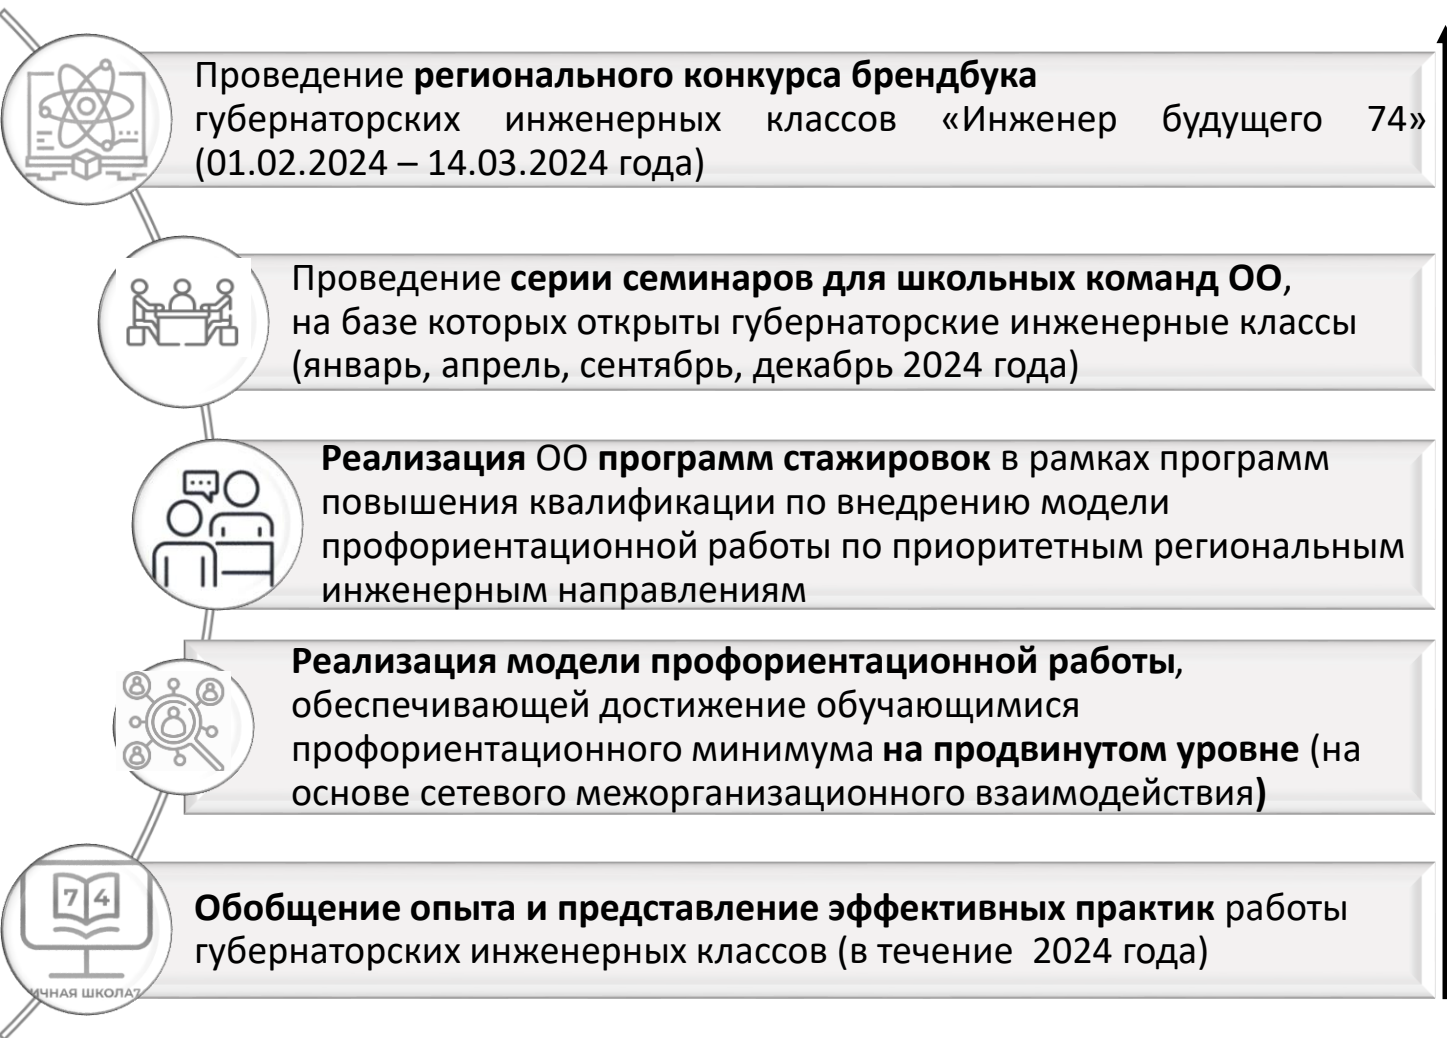 Проведение регионального конкурса брендбука
губернаторских инженерных классов «Инженер будущего 74»
(01.02.2024 – 14.03.2024 года)
Проведение серии семинаров для школьных команд ОО,
на базе которых открыты губернаторские инженерные классы
(январь, апрель, сентябрь, декабрь 2024 года)
Реализация ОО программ стажировок в рамках программ
повышения квалификации по внедрению модели
профориентационной работы по приоритетным региональным
инженерным направлениям
Реализация модели профориентационной работы,
обеспечивающей достижение обучающимися
профориентационного минимума на продвинутом уровне (на
основе сетевого межорганизационного взаимодействия)
74
ИЧНАЯ ШКОЛА7
Обобщение опыта и представление эффективных практик работы
губернаторских инженерных классов (в течение 2024 года)